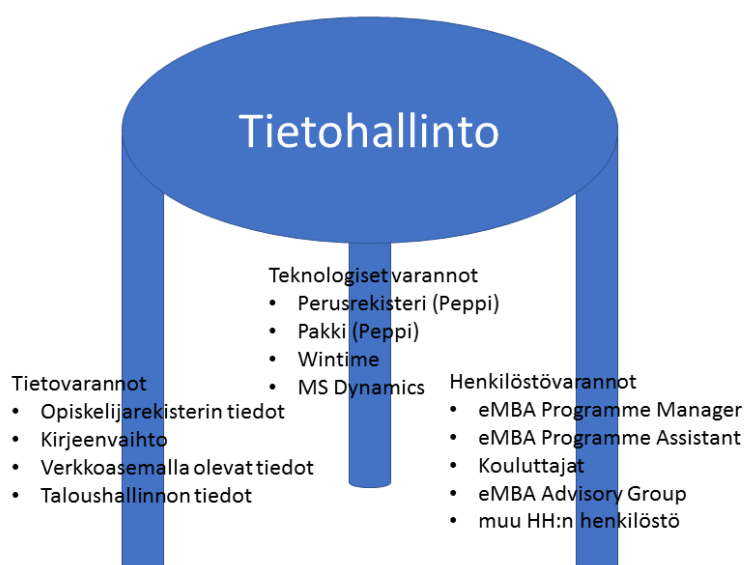 Tietohallinto
Teknologiset varannot
• Perusrekisteri (Peppi)
• Pakki (Peppi)
• Wintime
• MS Dynamics
Tietovarannot
• Opiskelijarekisterin tiedot
• Kirjeenvaihto
• Verkkoasemalla olevat tiedot
• Taloushallinnon tiedot
Henkilöstövarannot
• eMBA Programme Manager
• eMBA Programme Assistant
• Kouluttajat
• eMBA Advisory Group
• muu HH:n henkilöstö